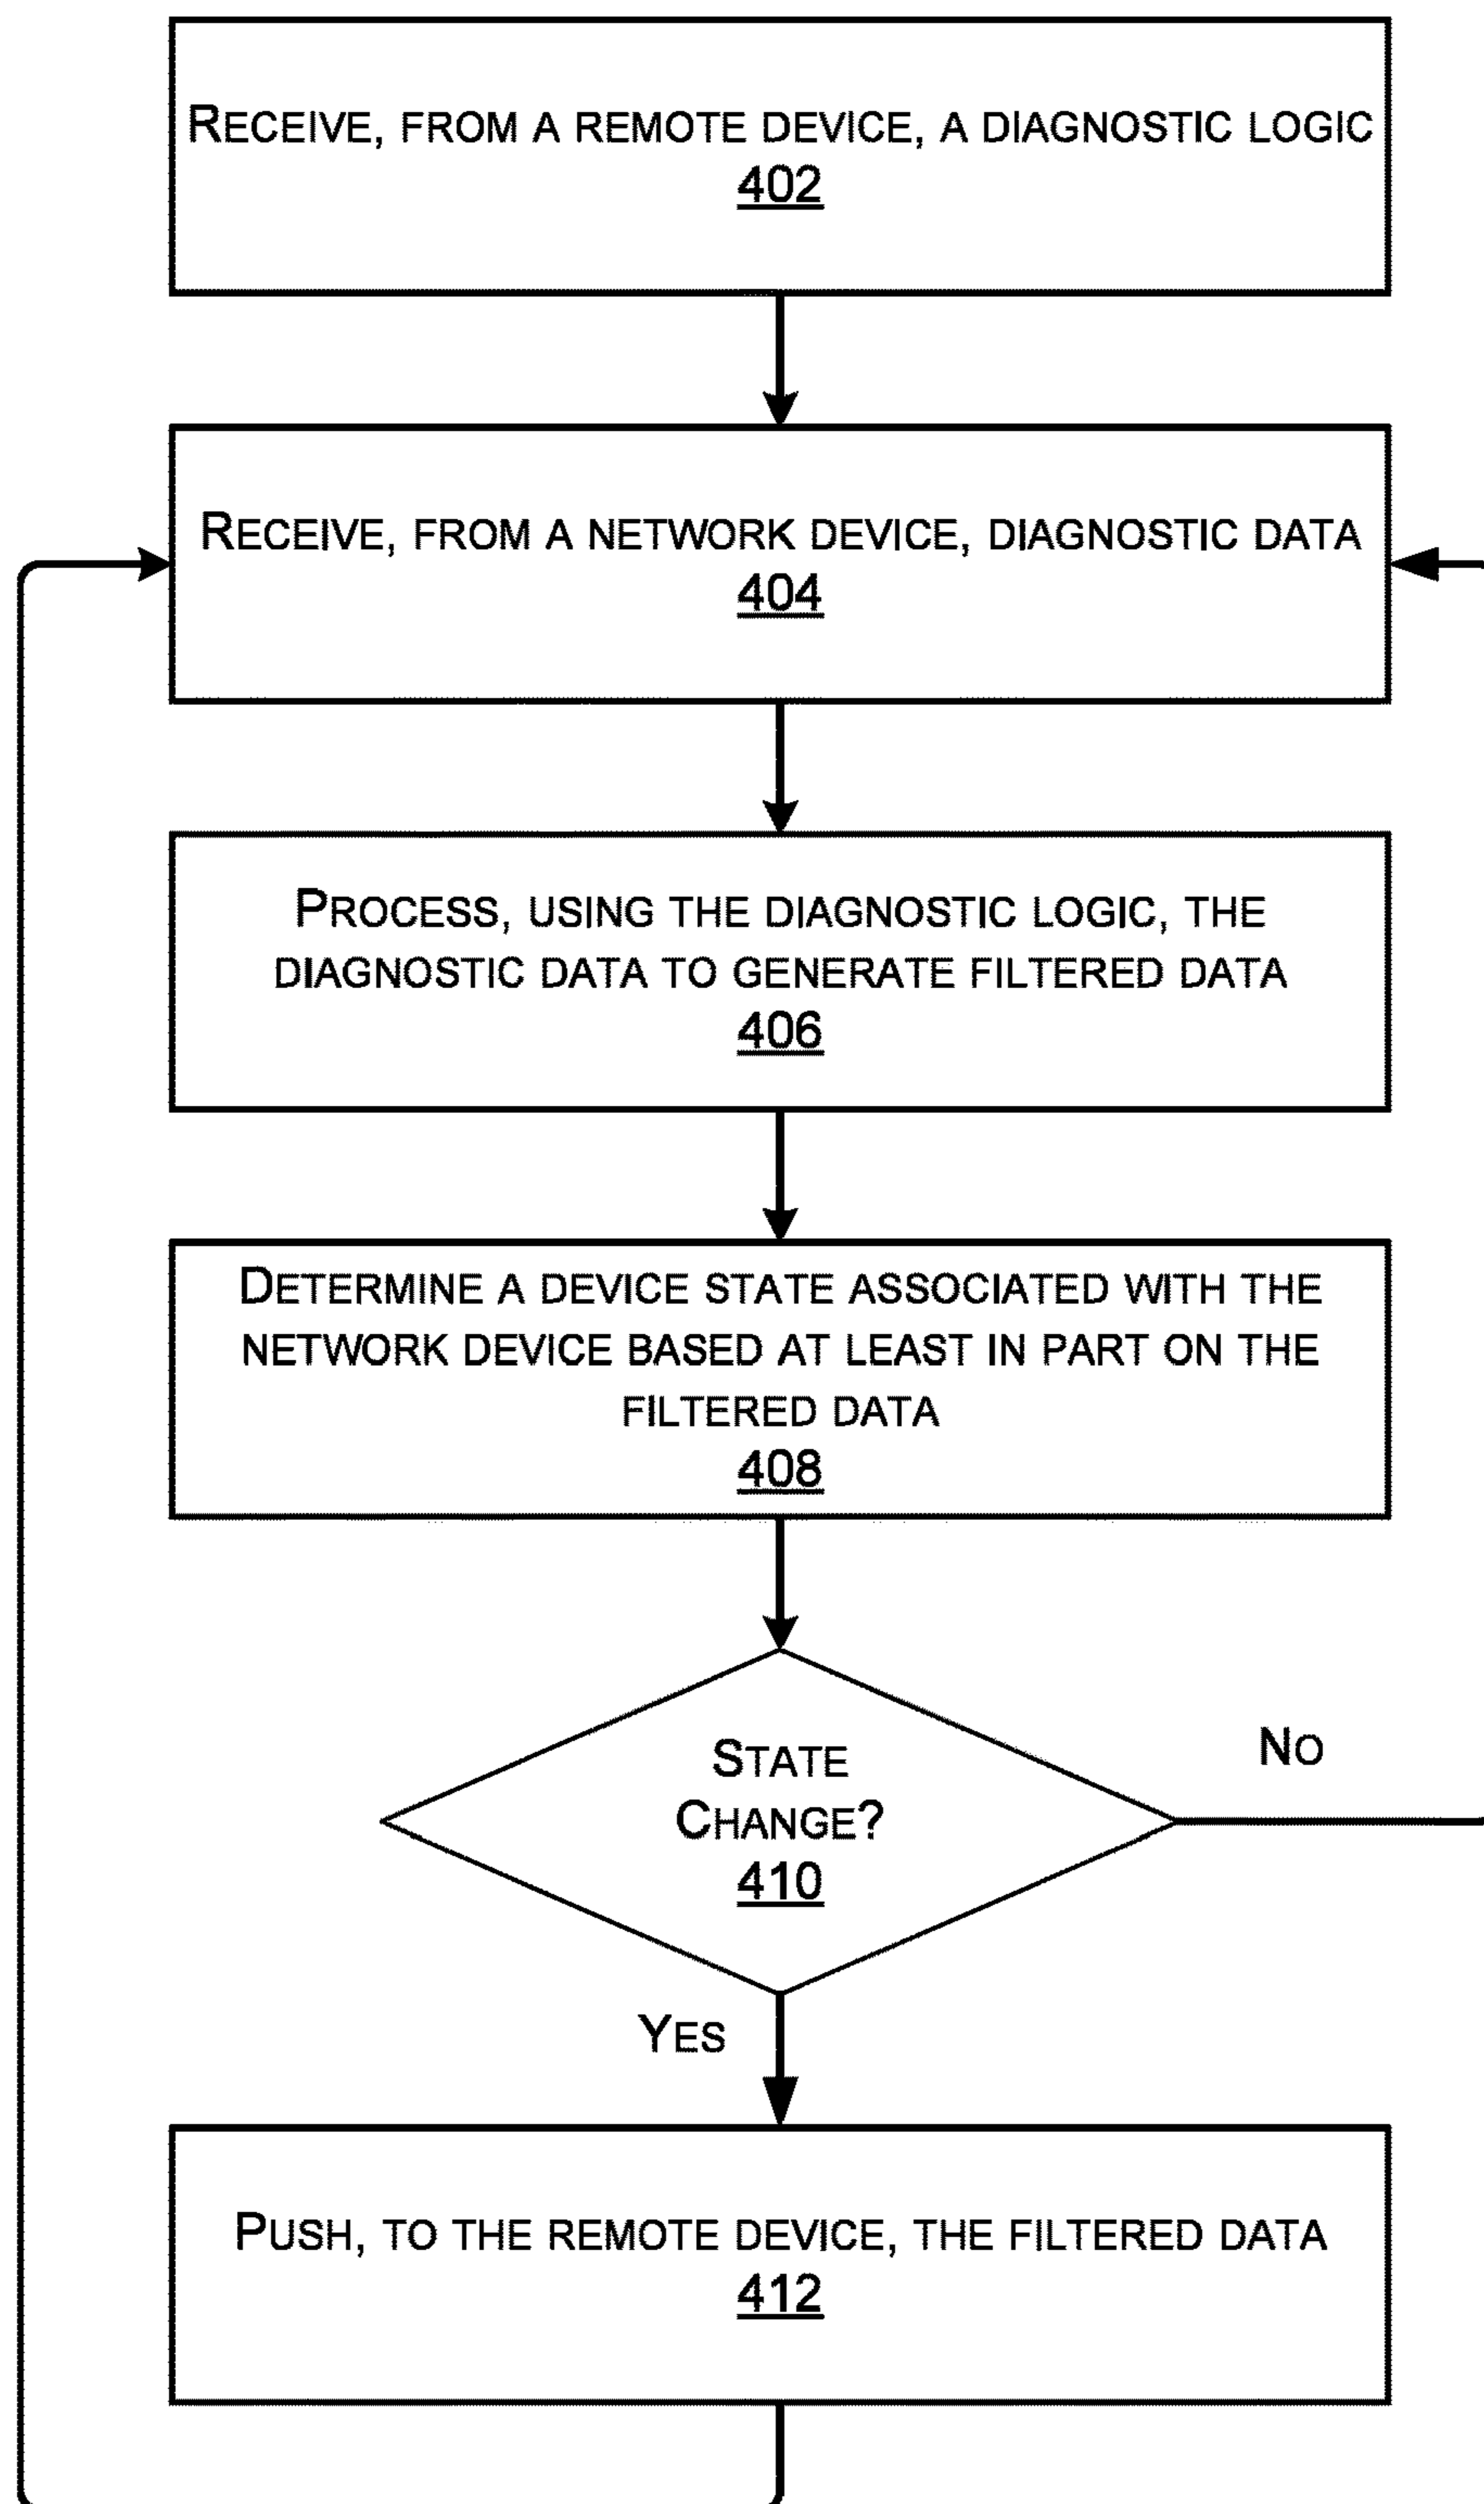 RECEIVE, FROM A REMOTE DEVICE, A DIAGNOSTIC LOGIC
402
RECEIVE, FROM A NETWORK DEVICE, DIAGNOSTIC DATA
404
PROCESS, USING THE DIAGNOSTIC LOGIC, THE
DIAGNOSTIC DATA TO GENERATE FILTERED DATA
406
DETERMINE A DEVICE STATE ASSOCIATED WITH THE
NETWORK DEVICE BASED AT LEAST IN PART ON THE
FILTERED DATA
408
STATE
CHANGE?
410
NO
YES
PUSH, TO THE REMOTE DEVICE, THE FILTERED DATA
412